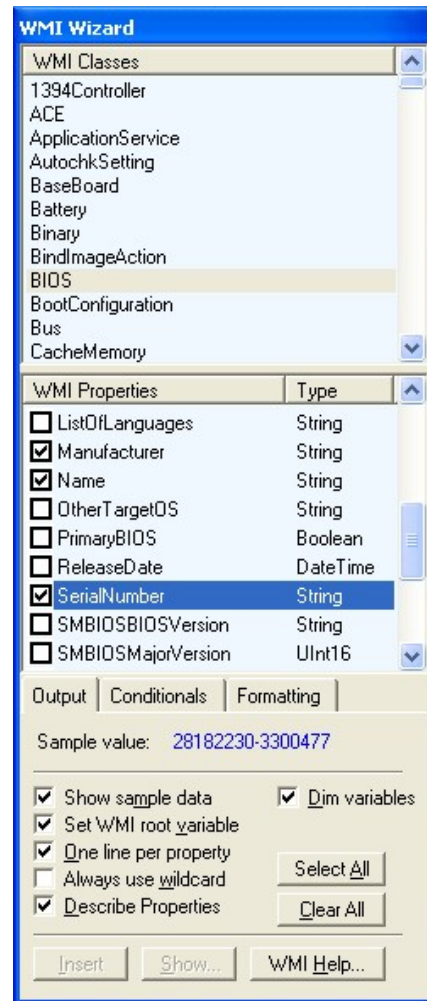 WMI Wizard
WMI Classes
1394Controller
ACE
ApplicationService
AutochkSetting
BaseBoard
Battery
Binary
BindImageAction
BIOS
BootConfiguration
Bus
CacheMemory
WMI Properties Type
ListOfLanguages String
Manufacturer String
Name String
OtherTargetOS String
PrimaryBIOS Boolean
ReleaseDate DateTime
SerialNumber String
SMBIOSBIOSVersion String
SMBIOSMajorVersion UInt16
Output Conditionals Formatting
Sample value: 28182230-3300477
Show sample data Dim variables
Set WMI root variable
One line per property
Always use wildcard Select All
Describe Properties Clear All
Insert Show... WMI Help...